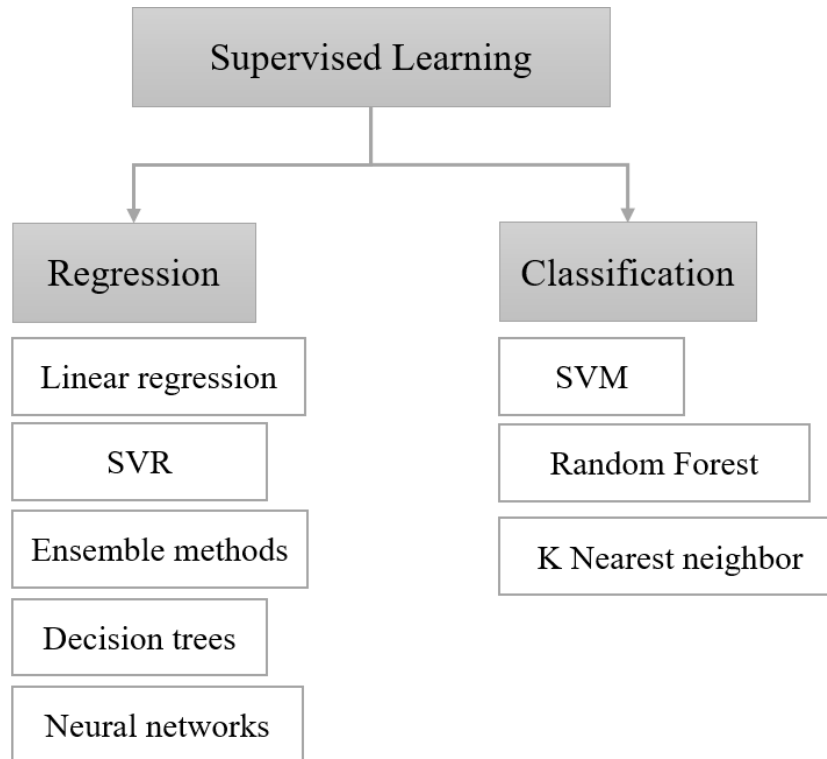 Supervised Learning
Regression
Linear regression
SVR
Ensemble methods
Decision trees
Neural networks
Classification
SVM
Random Forest
K Nearest neighbor